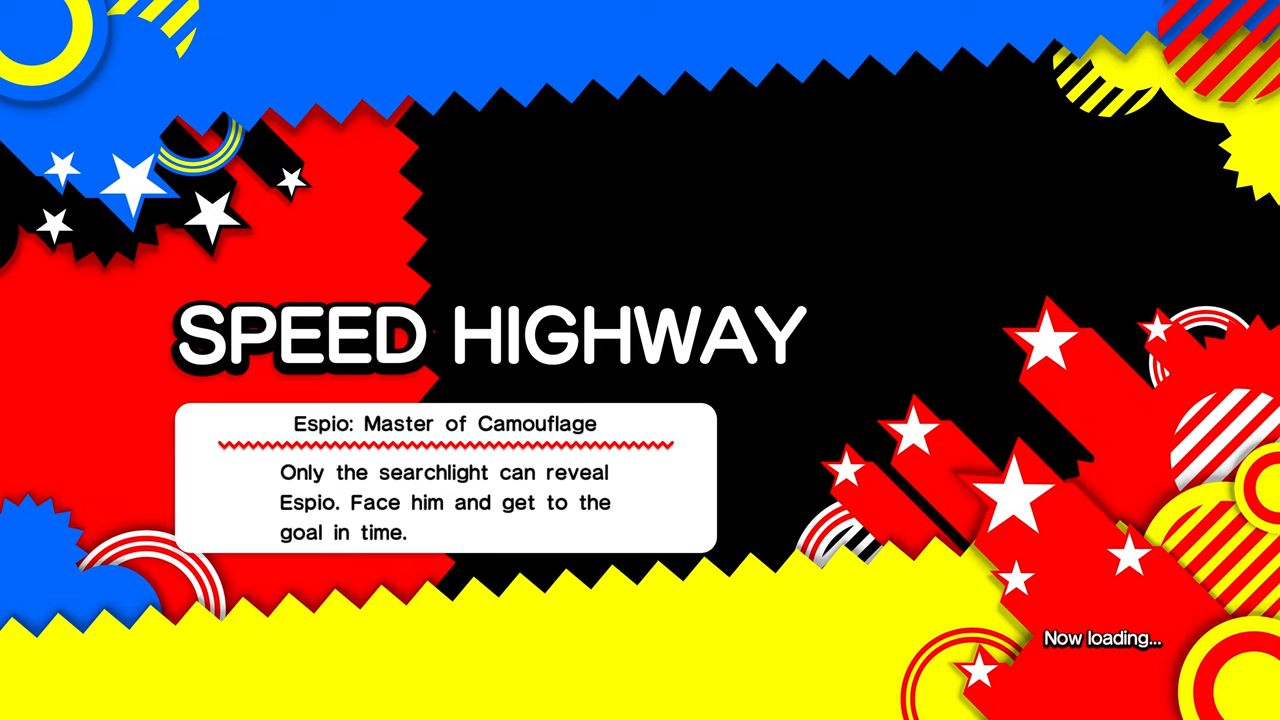 SPEED HIGHWAY
Espio: Master of Camouflage
Only the searchlight can reveal
Espio. Face him and get to the
goal in time.
Now loading...